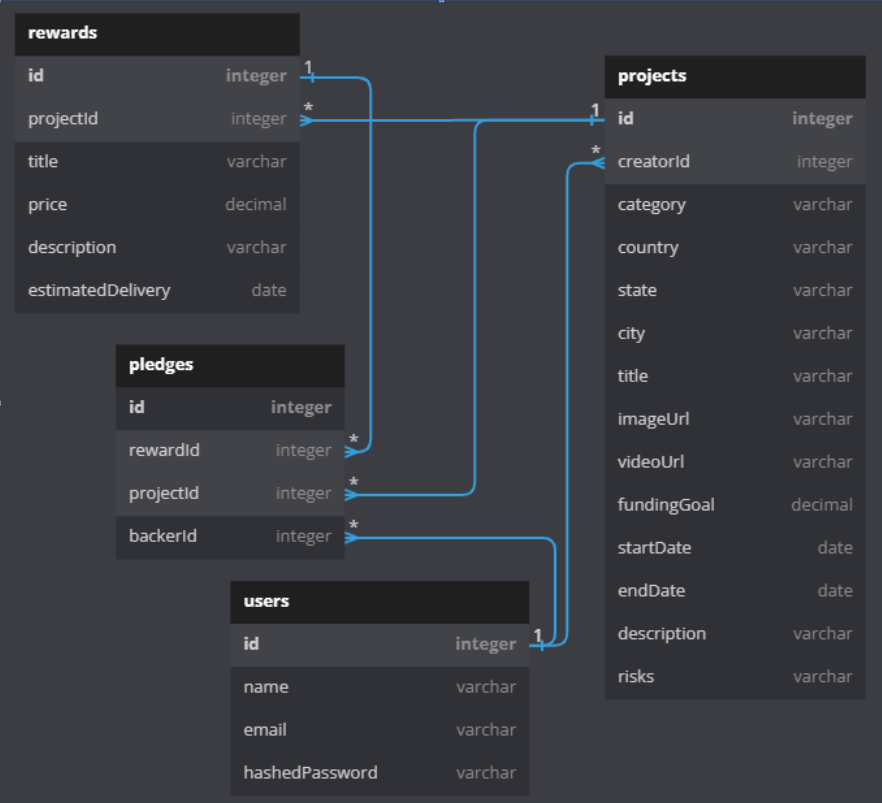 rewards
id integer 1
projectId integer *
title varchar
price decimal
description varchar
estimatedDelivery date
pledges
id integer
rewardId integer *
projectId integer *
backerId integer *
users
id integer 1
name varchar
email varchar
hashedPassword varchar
projects
1 id integer
* creatorId integer
category varchar
country varchar
state varchar
city varchar
title varchar
imageUrl varchar
videoUrl varchar
fundingGoal decimal
startDate date
endDate date
description varchar
risks varchar